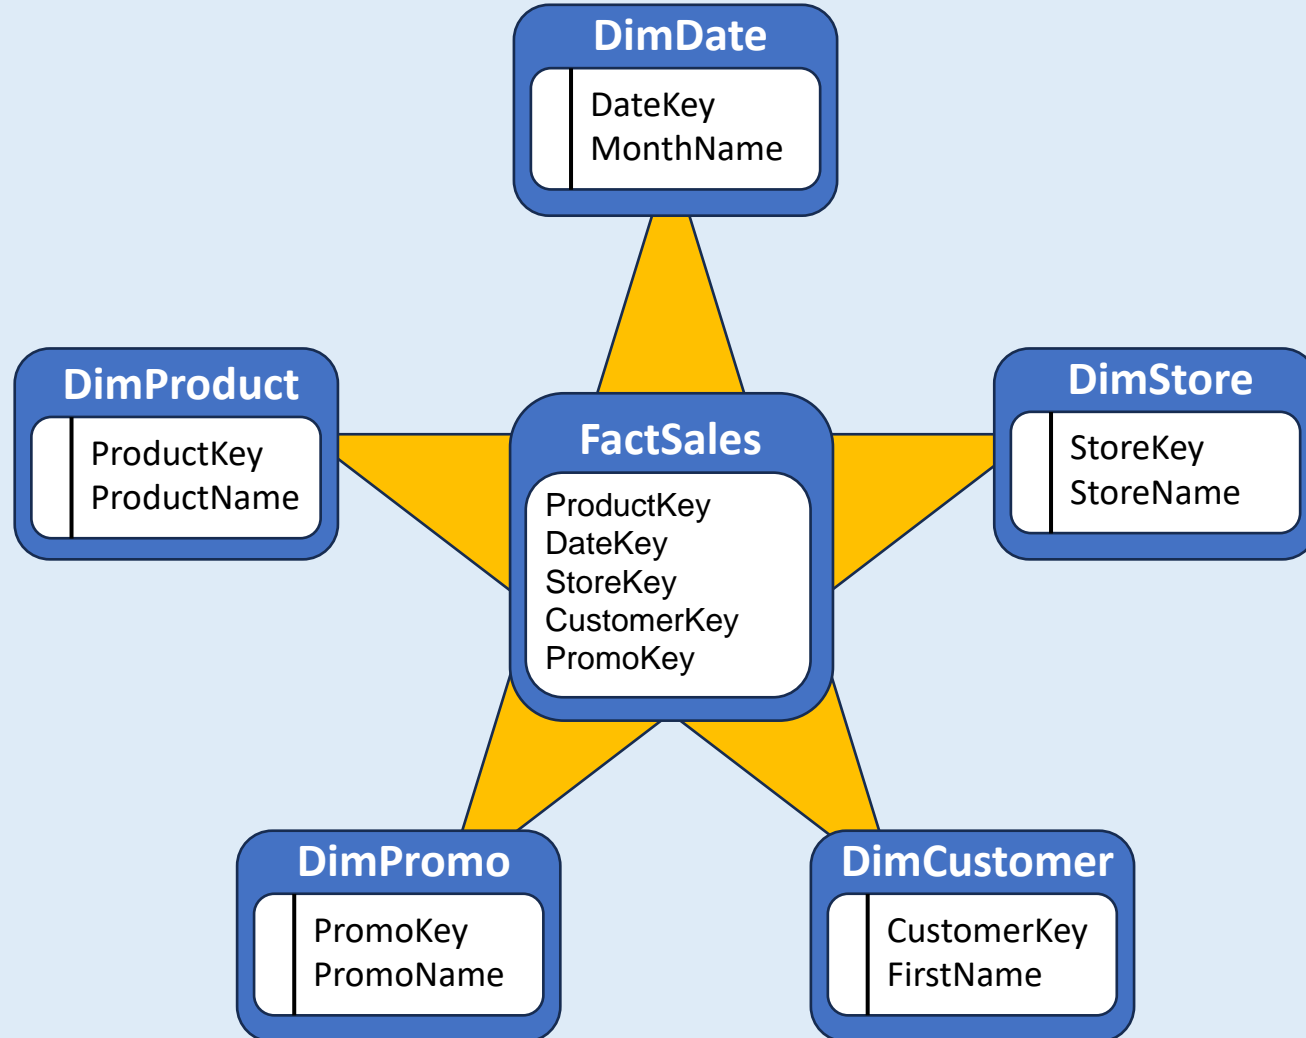 DimDate
DateKey
MonthName
DimProduct
ProductKey
ProductName
FactSales
ProductKey
DateKey
StoreKey
CustomerKey
PromoKey
DimStore
StoreKey
StoreName
DimPromo
PromoKey
PromoName
DimCustomer
CustomerKey
FirstName